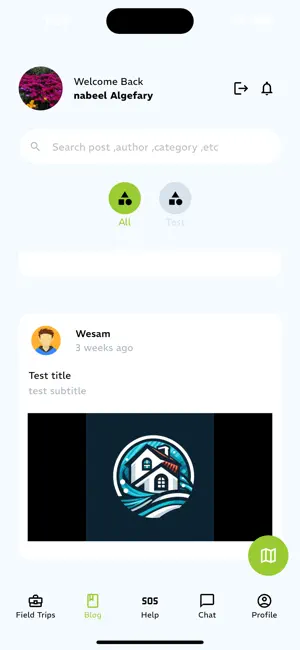 Welcome Back
nabeel Algefary
Search post ,author ,category ,etc
All
Test
Wesam
3 weeks ago
Test title
test subtitle
SOS
Field Trips
Blog
Help
Chat
Profile